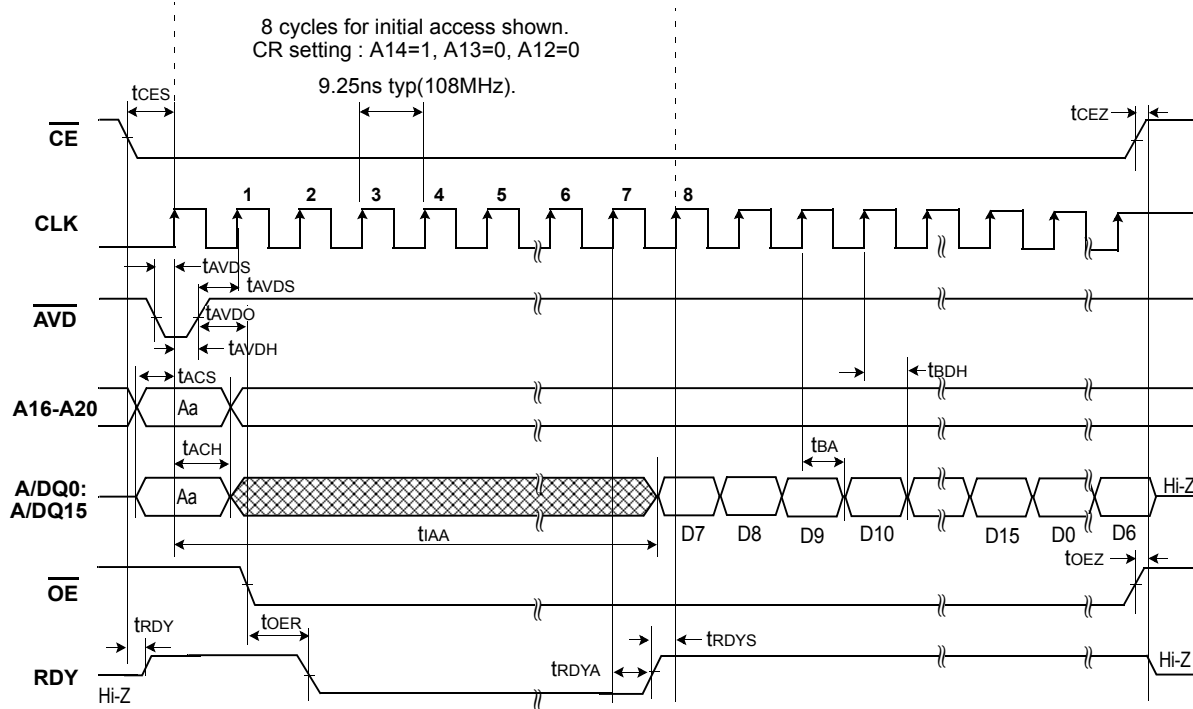 8 cycles for initial access shown.
CR setting : A14=1, A13=0, A12=0
9.25ns typ(108MHz).
tCES
tCEZ
CE
1 2 3 4 5 6 7 8
CLK
tAVDS
tAVDS
AVD
tAVDO
tAVDH
tACS
tBDH
A16-A20
Aa
tACH
tBA
A/DQ0:
A/DQ15
Aa
Hi-Z
tIAA
D7 D8 D9 D10 D15 D0 D6
tOEZ
OE
tOER
tRDY
tRDYS
tRDYA
RDY
Hi-Z
Hi-Z